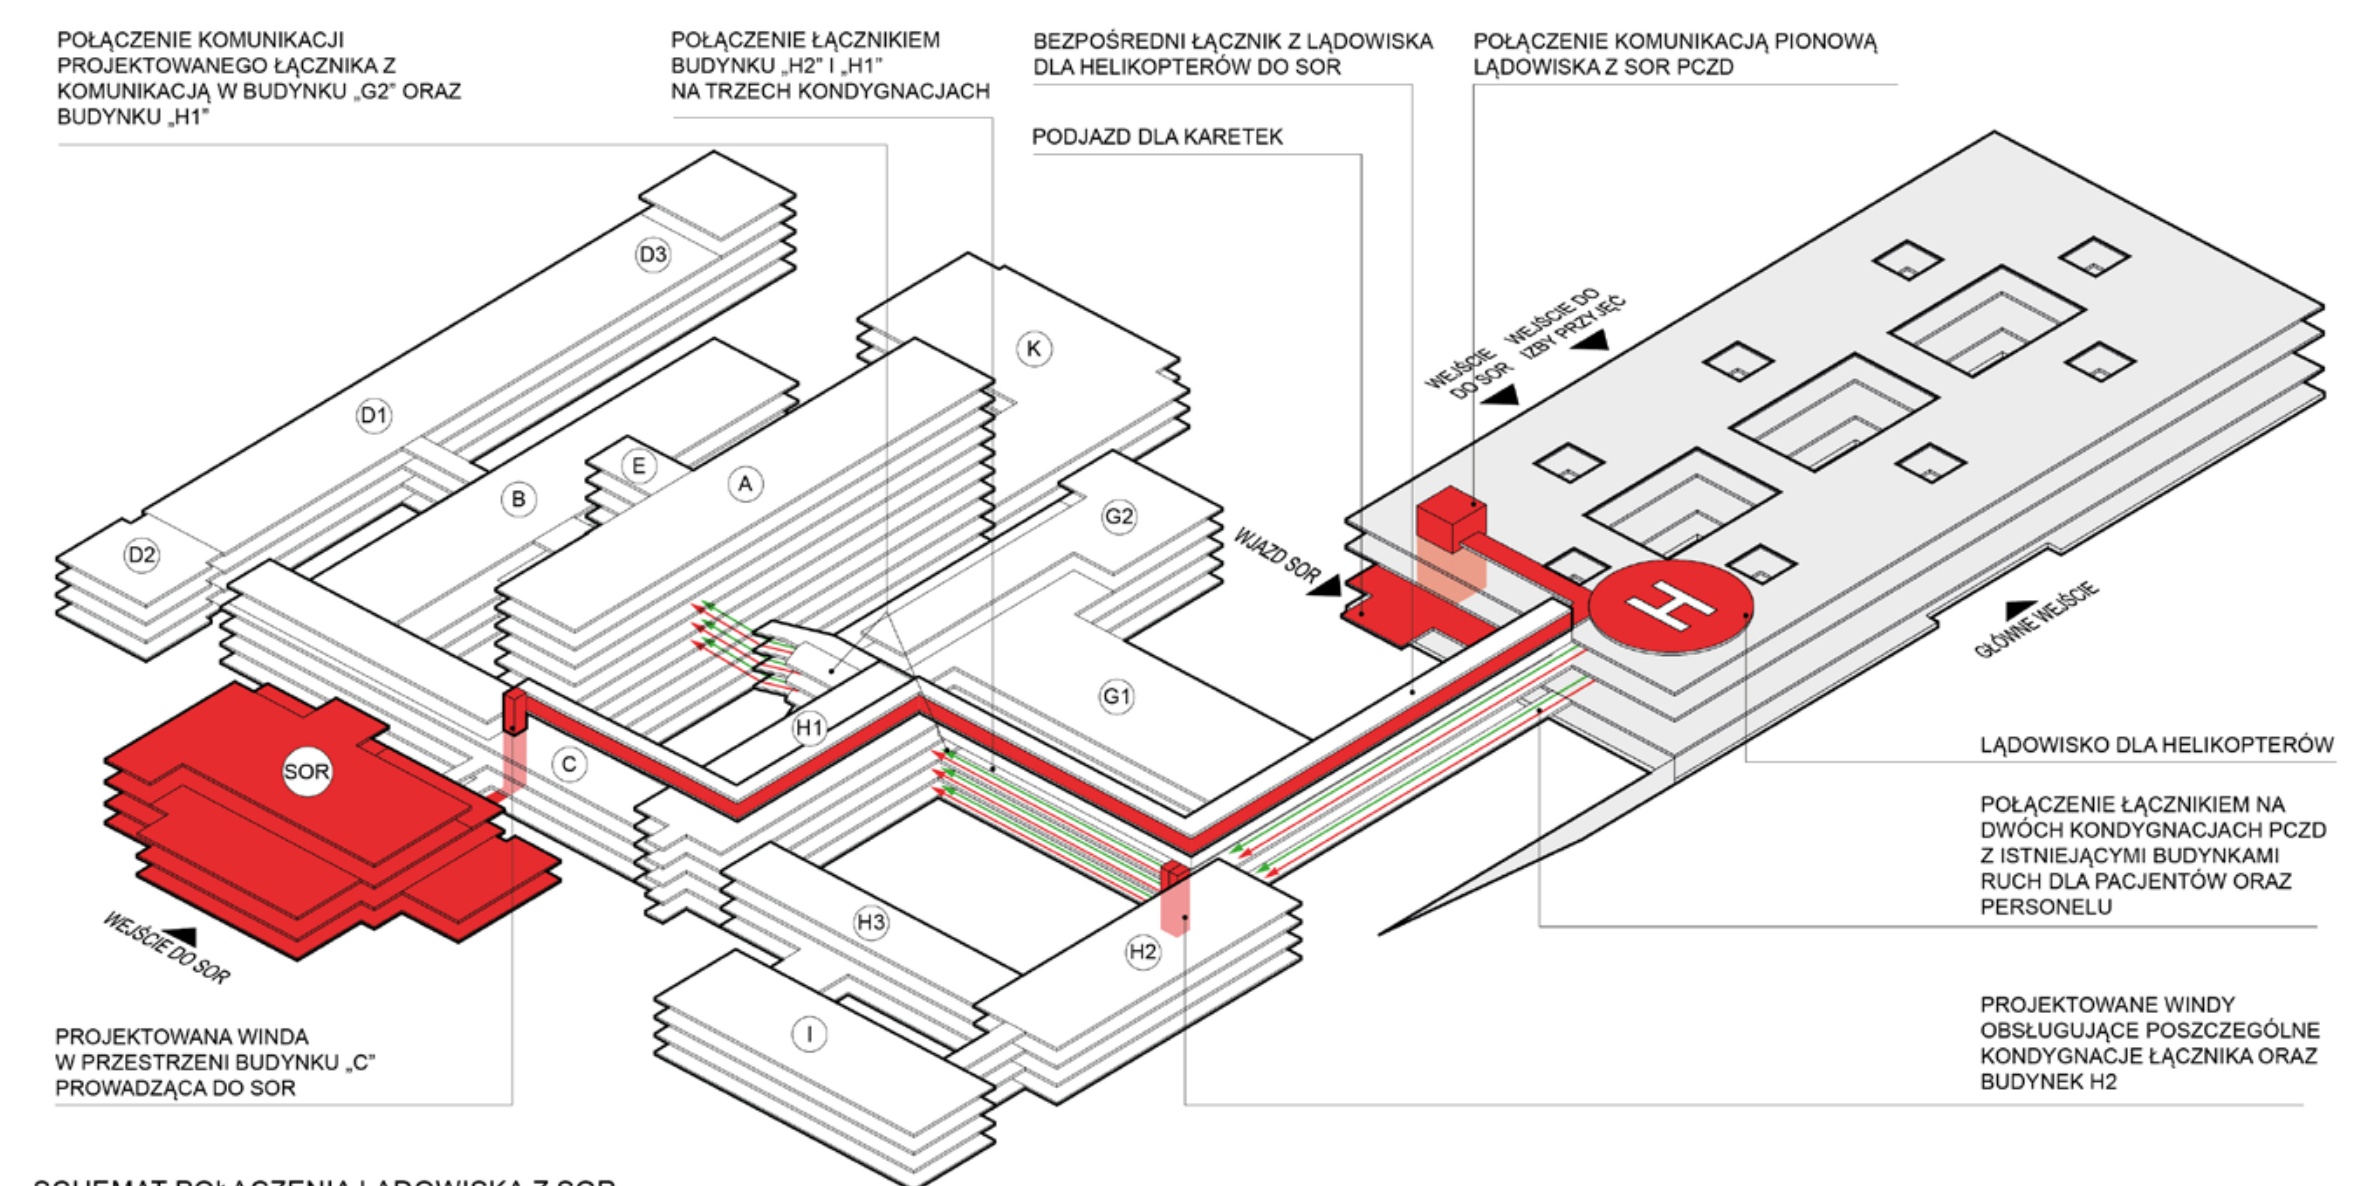 POŁĄCZENIE KOMUNIKACJI
PROJEKTOWANEGO ŁĄCZNIKA Z
KOMUNIKACJĄ W BUDYNKU „G2” ORAZ
BUDYNKU „H1”
POŁĄCZENIE ŁĄCZNIKIEM
BUDYNKU „H2” I „H1”
NA TRZECH KONDYGNACJACH
BEZPOŚREDNI ŁĄCZNIK Z LĄDOWISKA
DLA HELIKOPTERÓW DO SOR
PODJAZD DLA KARETEK
POŁĄCZENIE KOMUNIKACJĄ PIONOWĄ
LĄDOWISKA Z SOR PCZD
D3
K
WEJŚCIE DO
IZBY PRZYJĘĆ
WEJŚCIE
DO SOR
D1
E
A
B
G2
D2
WJAZD SOR
H
GŁÓWNE WEJŚCIE
G1
H1
C
SOR
LĄDOWISKO DLA HELIKOPTERÓW
POŁĄCZENIE ŁĄCZNIKIEM NA
DWÓCH KONDYGNACJACH PCZD
Z ISTNIEJĄCYMI BUDYNKAMI
RUCH DLA PACJENTÓW ORAZ
PERSONELU
H3
H2
WEJŚCIE DO SOR
I
PROJEKTOWANA WINDA
W PRZESTRZENI BUDYNKU „C”
PROWADZĄCA DO SOR
PROJEKTOWANE WINDY
OBSŁUGUJĄCE POSZCZEGÓLNE
KONDYGNACJE ŁĄCZNIKA ORAZ
BUDYNEK H2
SCHEMAT POŁĄCZENIA LĄDOWISKA Z SOR